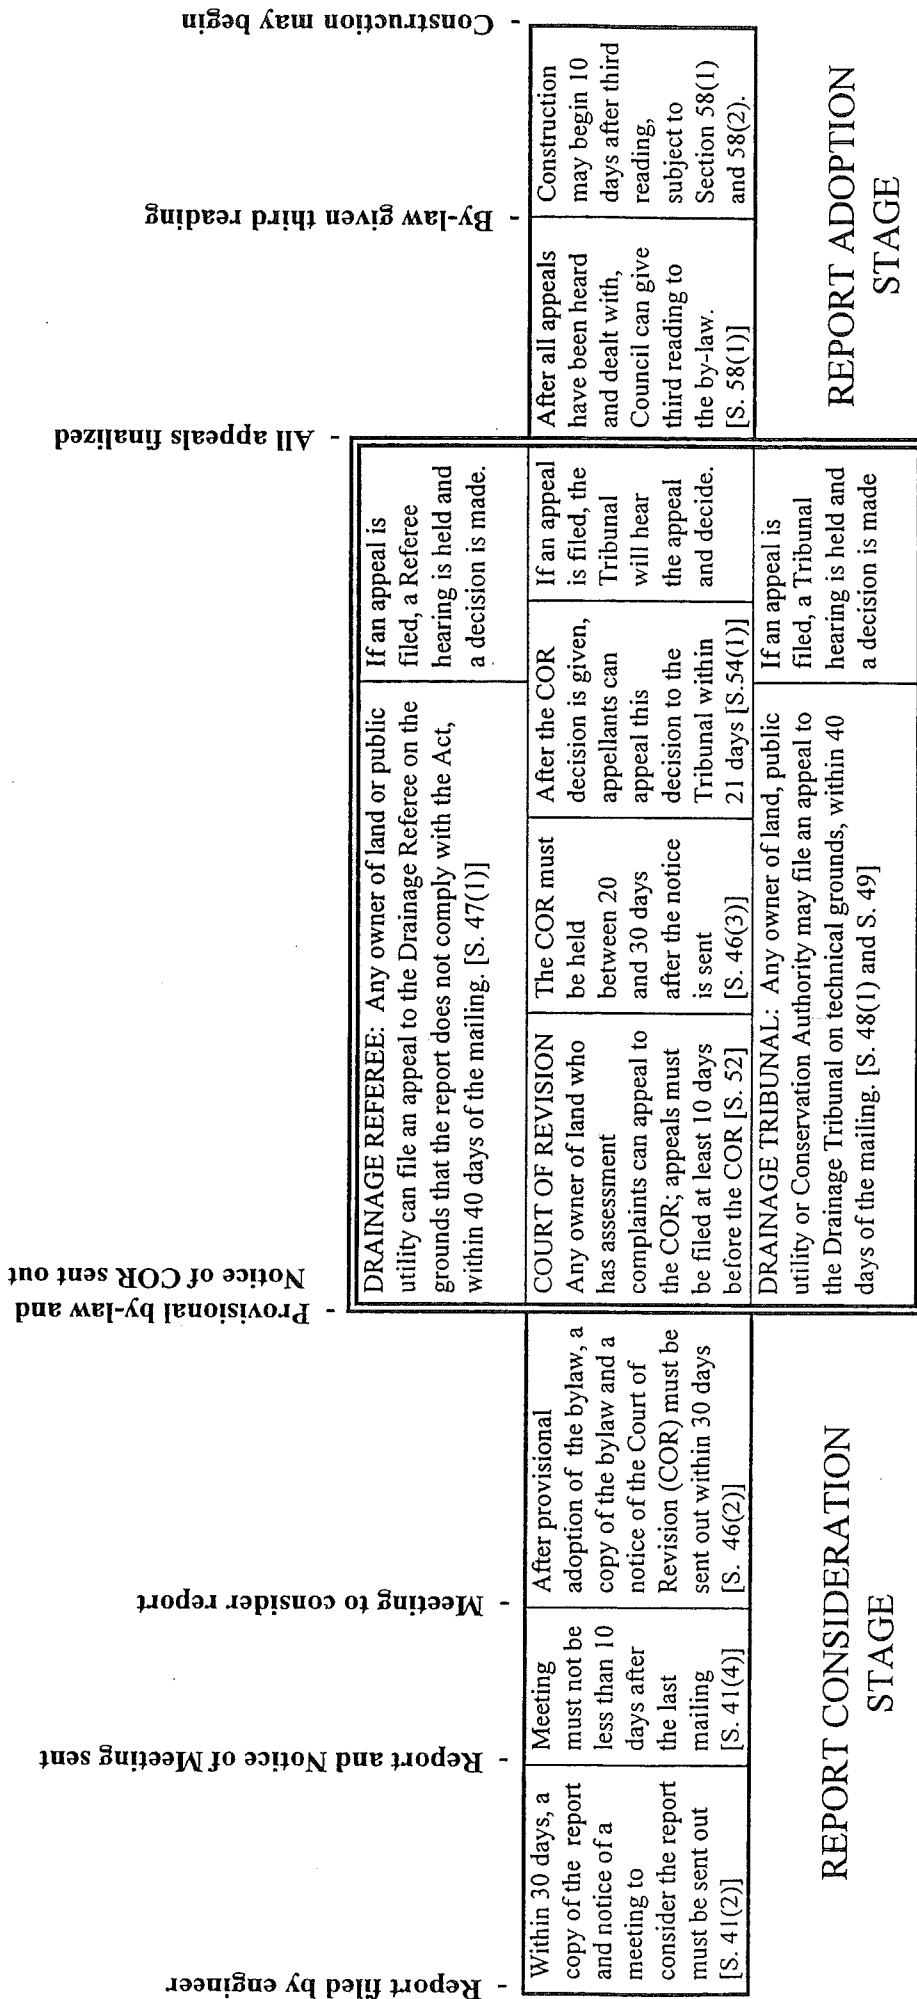 - Report filed by engineer
- Report and Notice of Meeting sent
- Meeting to consider report
- Provisional by-law and
Notice of COR sent out
- All appeals finalized
- By-law given third reading
- Construction may begin
Within 30 days, a
copy of the report
and notice of a
meeting to
consider the report
must be sent out
[S. 41(2)]
Meeting
must not be
less than 10
days after
the last
mailing
[S. 41(4)]
After provisional
adoption of the bylaw, a
copy of the bylaw and a
notice of the Court of
Revision (COR) must be
sent out within 30 days
[S. 46(2)]
DRAINAGE REFEREE: Any owner of land or public
utility can file an appeal to the Drainage Referee on the
grounds that the report does not comply with the Act,
within 40 days of the mailing. [S. 47(1)]
If an appeal is
filed, a Referee
hearing is held and
a decision is made.
COURT OF REVISION
Any owner of land who
has assessment
complaints can appeal to
the COR; appeals must
be filed at least 10 days
before the COR [S. 52]
The COR must
be held
between 20
and 30 days
after the notice
is sent
[S. 46(3)]
After the COR
decision is given,
appellants can
appeal this
decision to the
Tribunal within
21 days [S.54(1)]
If an appeal
is filed, the
Tribunal
will hear
the appeal
and decide.
DRAINAGE TRIBUNAL: Any owner of land, public
utility or Conservation Authority may file an appeal to
the Drainage Tribunal on technical grounds, within 40
days of the mailing. [S. 48(1) and S. 49]
If an appeal is
filed, a Tribunal
hearing is held and
a decision is made
After all appeals
have been heard
and dealt with,
Council can give
third reading to
the by-law.
[S. 58(1)]
Construction
may begin 10
days after third
reading,
subject to
Section 58(1)
and 58(2).
REPORT CONSIDERATION
STAGE
REPORT ADOPTION
STAGE